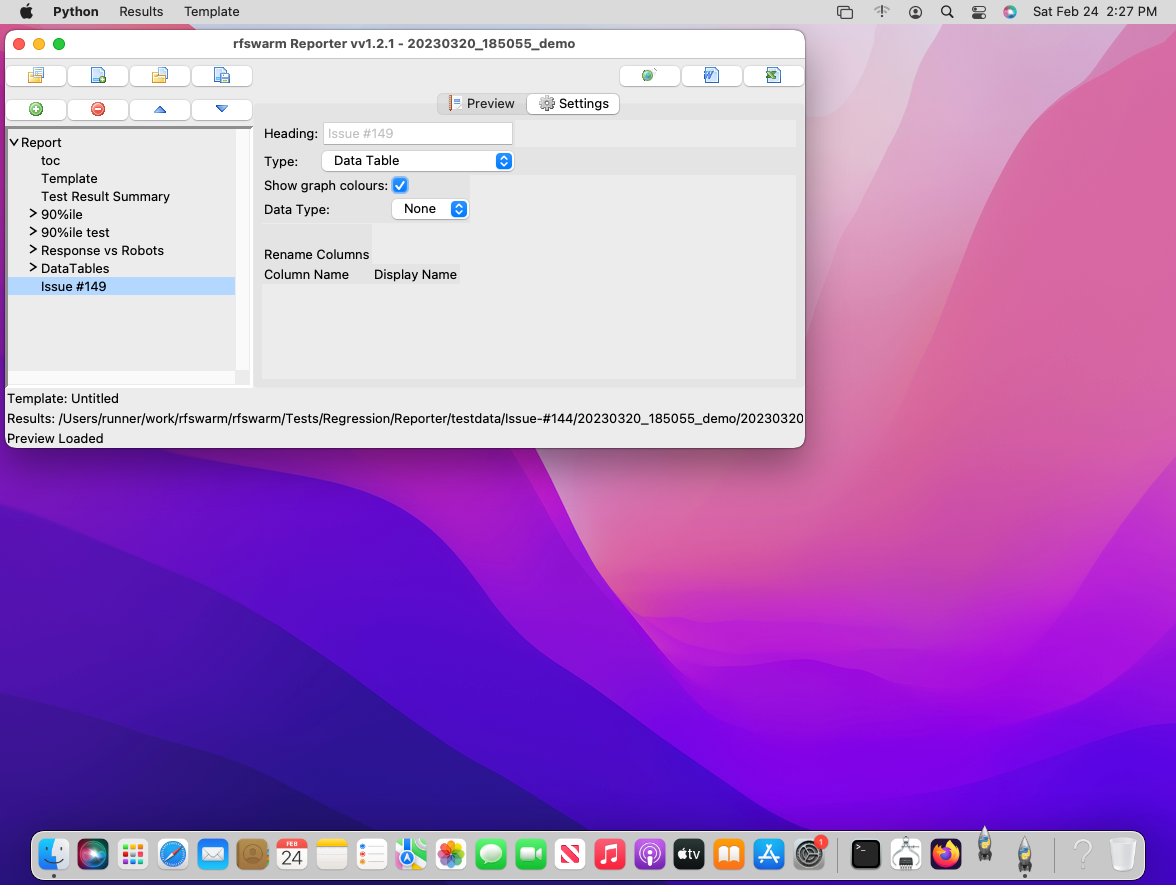 Python Results Template Sat Feb 24 2:27 PM
rfswarm Reporter vv1.2.1 - 20230320_185055_demo
Preview Settings
Report
toc
Template
Test Result Summary
90%ile
90%ile test
Response vs Robots
DataTables
Issue #149
Heading: Issue #149
Type: Data Table
Show graph colours:
Data Type: None
Rename Columns
Column Name Display Name
Template: Untitled
Results: /Users/runner/work/rfswarm/rfswarm/Tests/Regression/Reporter/testdata/Issue-#144/20230320_185055_demo/20230320
Preview Loaded
FEB
24
tv
1